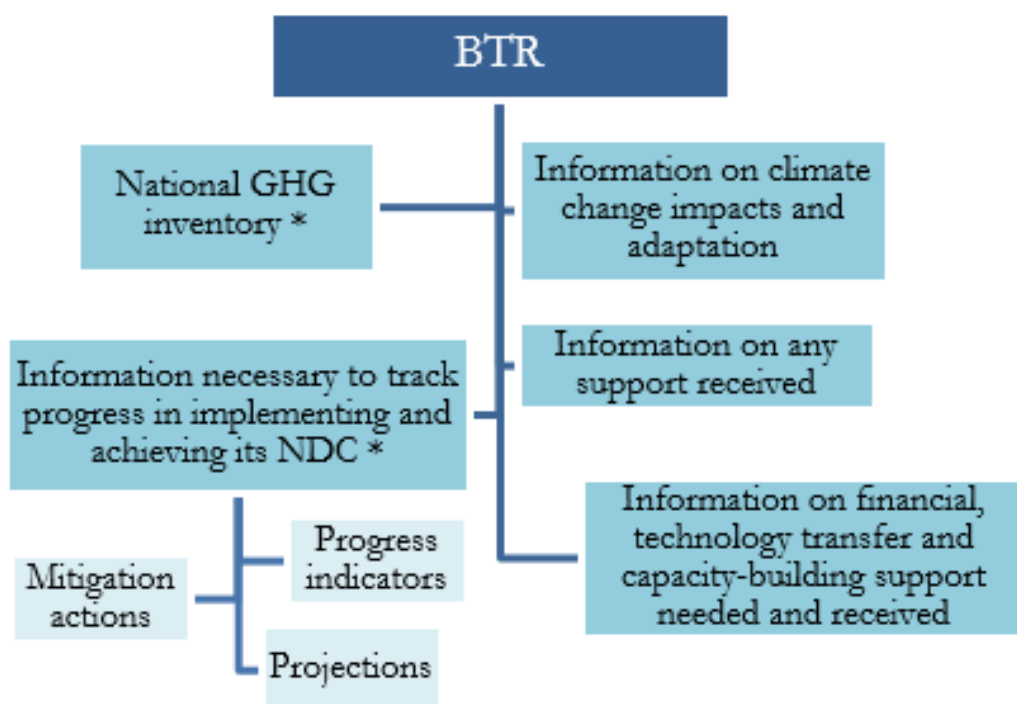 BTR
National GHG
inventory *
Information on climate
change impacts and
adaptation
Information necessary to track
progress in implementing and
achieving its NDC *
Information on any
support received
Mitigation
actions
Progress
indicators
Projections
Information on financial,
technology transfer and
capacity-building support
needed and received